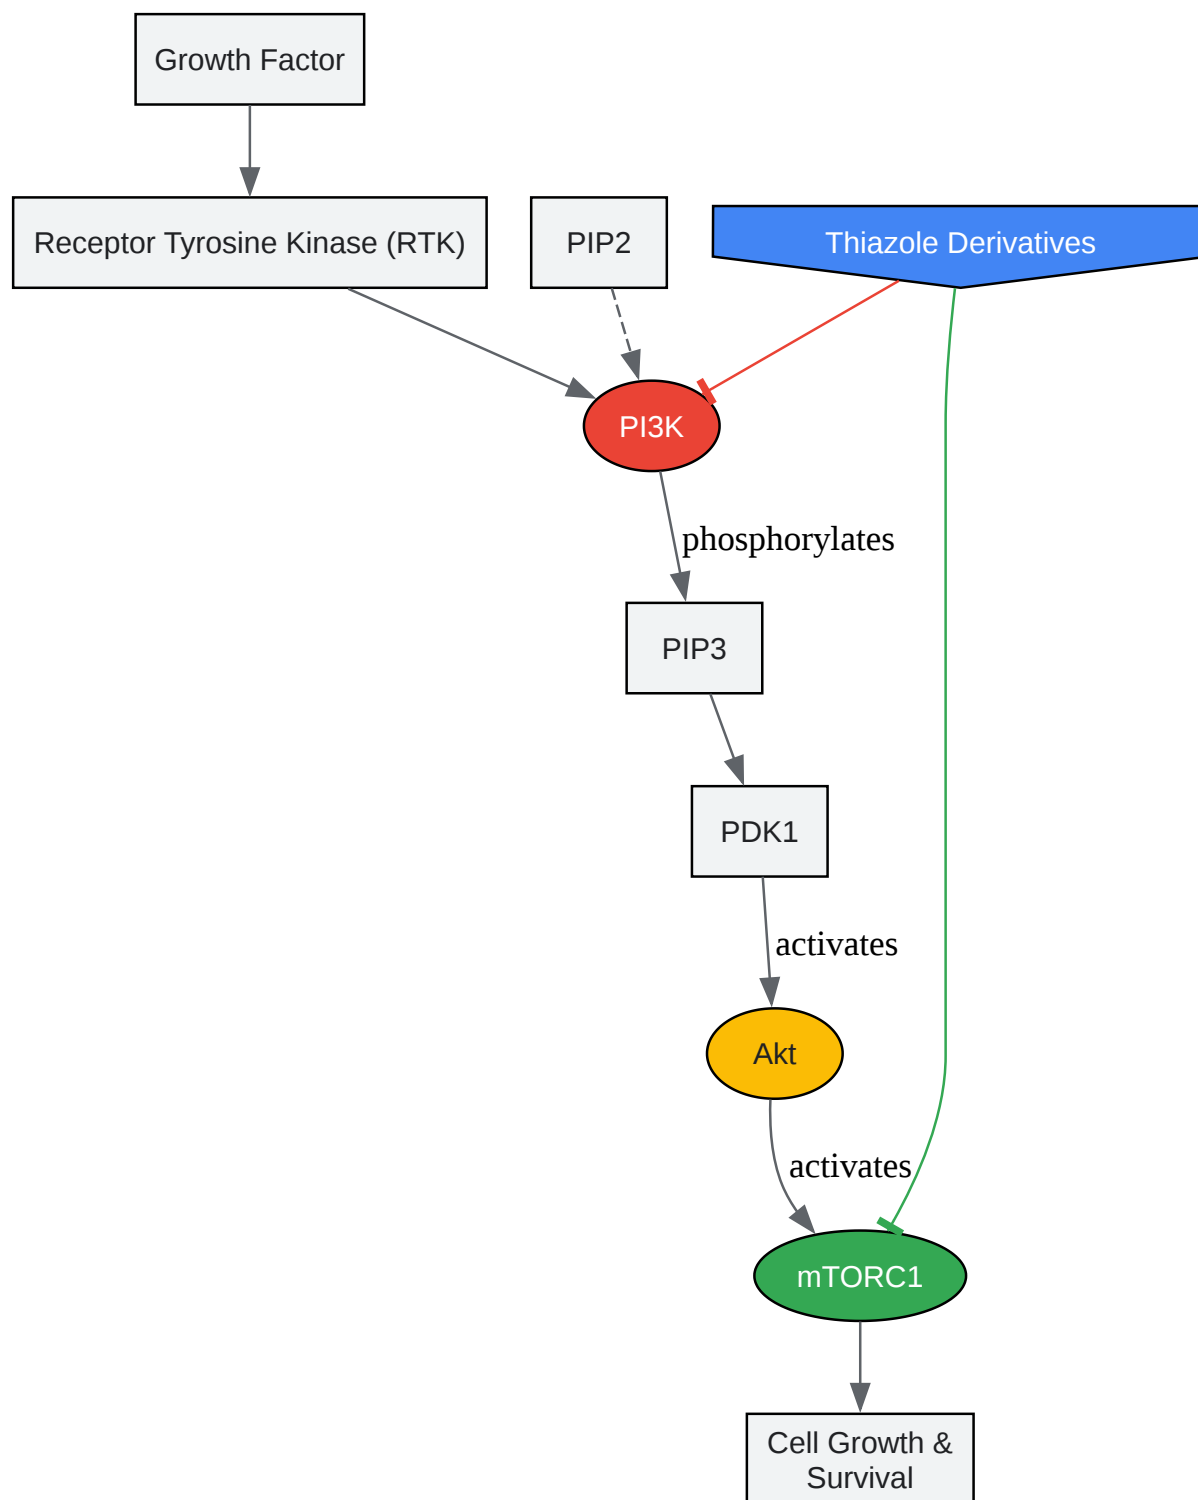 Growth Factor
Receptor Tyrosine Kinase (RTK)
PIP2
Thiazole Derivatives
PI3K
phosphorylates
PIP3
PDK1
activates
Akt
activates
mTORC1
Cell Growth &
Survival